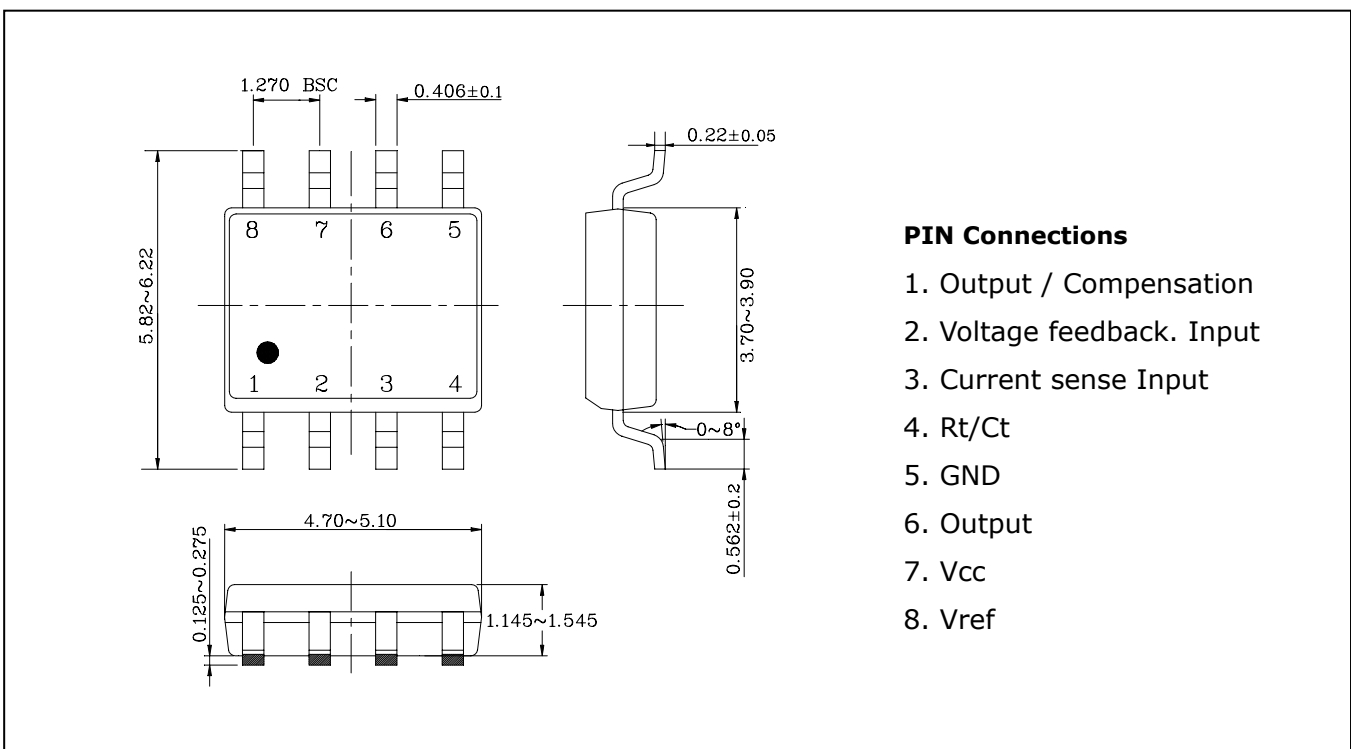 1.270 BSC
0.406±0.1
0.22±0.05
8 7 6 5
5.82~6.22
3.70~3.90
1 2 3 4
0~8°
0.562±0.2
4.70~5.10
0.125~0.275
1.145~1.545
PIN Connections
1. Output / Compensation
2. Voltage feedback. Input
3. Current sense Input
4. Rt/Ct
5. GND
6. Output
7. Vcc
8. Vref